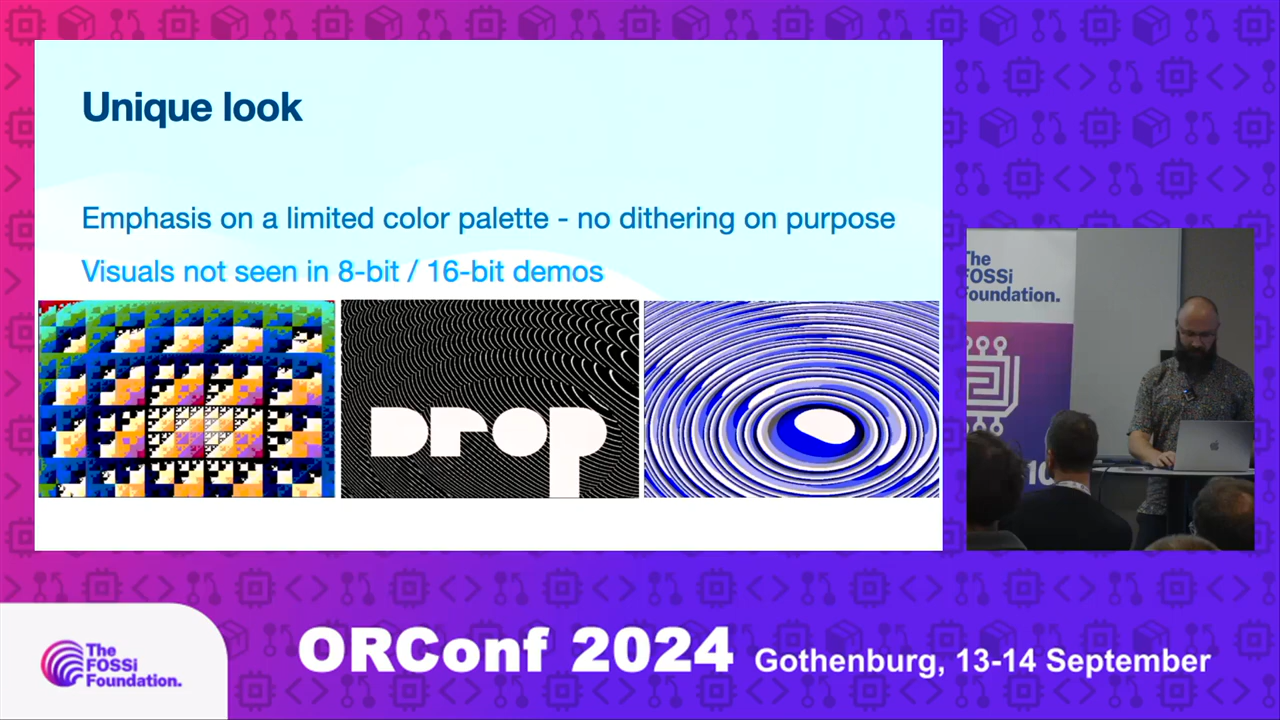 Unique look
Emphasis on a limited color palette - no dithering on purpose
Visuals not seen in 8-bit / 16-bit demos
DROP
The
FOSSi
Foundation.
10
The
FOSSi
Foundation.
ORConf 2024
Gothenburg, 13-14 September